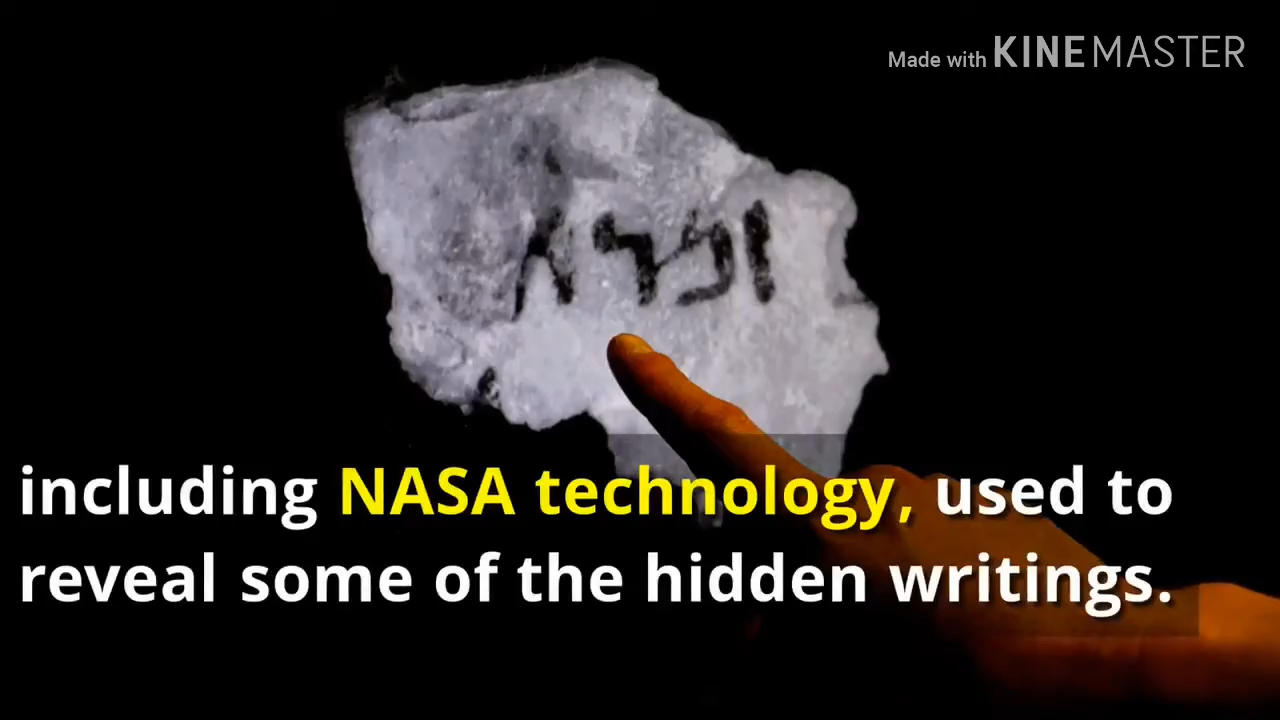 Made with KINEMASTER
including NASA technology, used to
reveal some of the hidden writings.